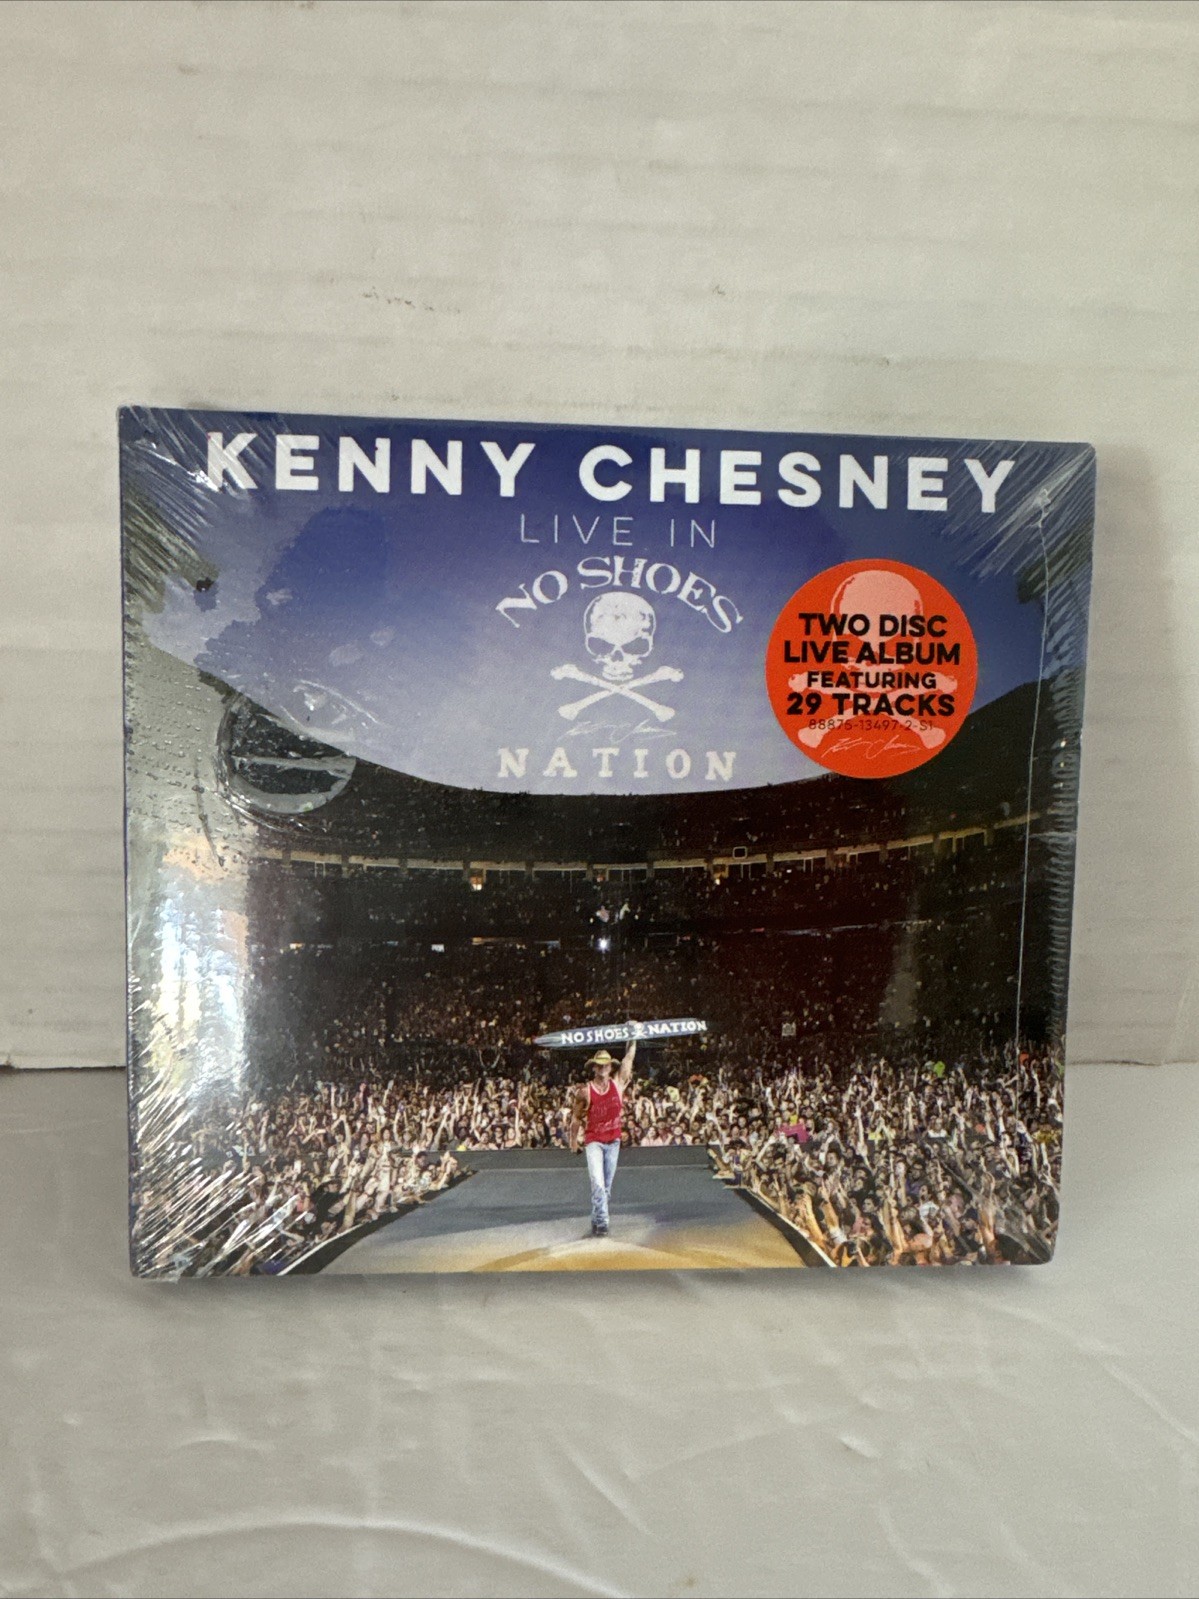 KENNY CHESNEY
LIVE IN
NO SHOES
NATION
TWO DISC
LIVE ALBUM
FEATURING
29 TRACKS
88875-13497-2-S1
NO SHOES NATION